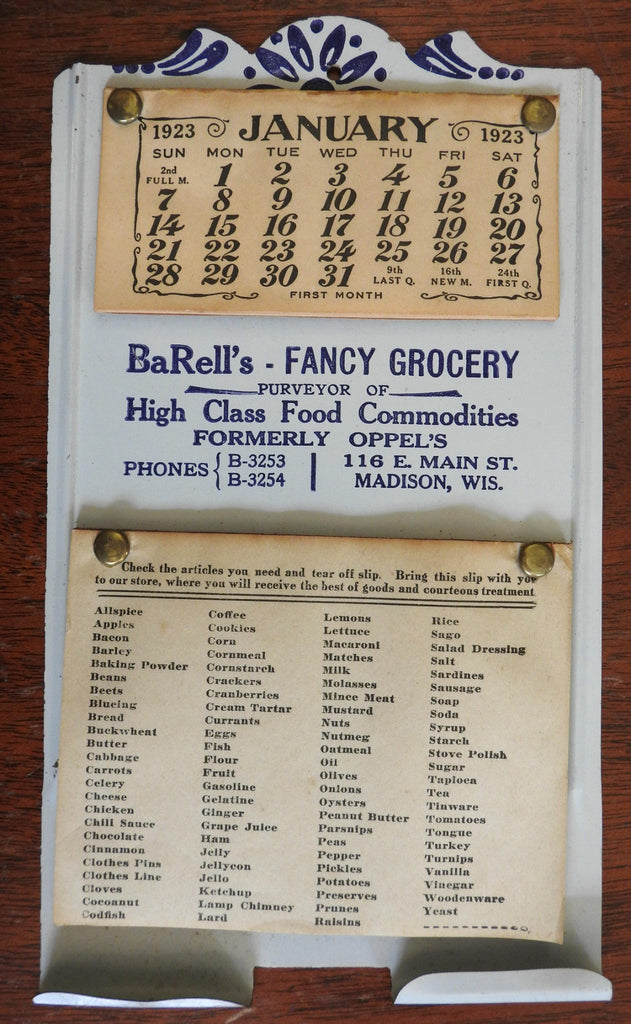 1923 JANUARY 1923
SUN MON TUE WED THU FRI SAT
2nd FULL M. 1 2 3 4 5 6
7 8 9 10 11 12 13
14 15 16 17 18 19 20
21 22 23 24 25 26 27
28 29 30 31 9th LAST Q. 16th NEW M. 24th FIRST Q.
FIRST MONTH
BaRell's - FANCY GROCERY
PURVEYOR OF
High Class Food Commodities
FORMERLY OPPEL'S
PHONES { B-3253
B-3254
116 E. MAIN ST.
MADISON, WIS.
Check the articles you need and tear off slip. Bring this slip with you
to our store, where you will receive the best of goods and courteous treatment
Allspice
Apples
Bacon
Barley
Baking Powder
Beans
Beets
Blueing
Bread
Buckwheat
Butter
Cabbage
Carrots
Celery
Cheese
Chicken
Chili Sauce
Chocolate
Cinnamon
Clothes Pins
Clothes Line
Cloves
Cocoanut
Codfish
Coffee
Cookies
Corn
Cornmeal
Cornstarch
Crackers
Cranberries
Cream Tartar
Currants
Eggs
Fish
Flour
Fruit
Gasoline
Gelatine
Ginger
Grape Juice
Ham
Jelly
Jellycon
Jello
Ketchup
Lamp Chimney
Lard
Lemons
Lettuce
Macaroni
Matches
Milk
Molasses
Mince Meat
Mustard
Nuts
Nutmeg
Oatmeal
Oil
Olives
Onions
Oysters
Peanut Butter
Parsnips
Peas
Pepper
Pickles
Potatoes
Preserves
Prunes
Raisins
Rice
Sago
Salad Dressing
Salt
Sardines
Sausage
Soap
Soda
Syrup
Starch
Stove Polish
Sugar
Tapioca
Tea
Tinware
Tomatoes
Tongue
Turkey
Turnips
Vanilla
Vinegar
Woodenware
Yeast